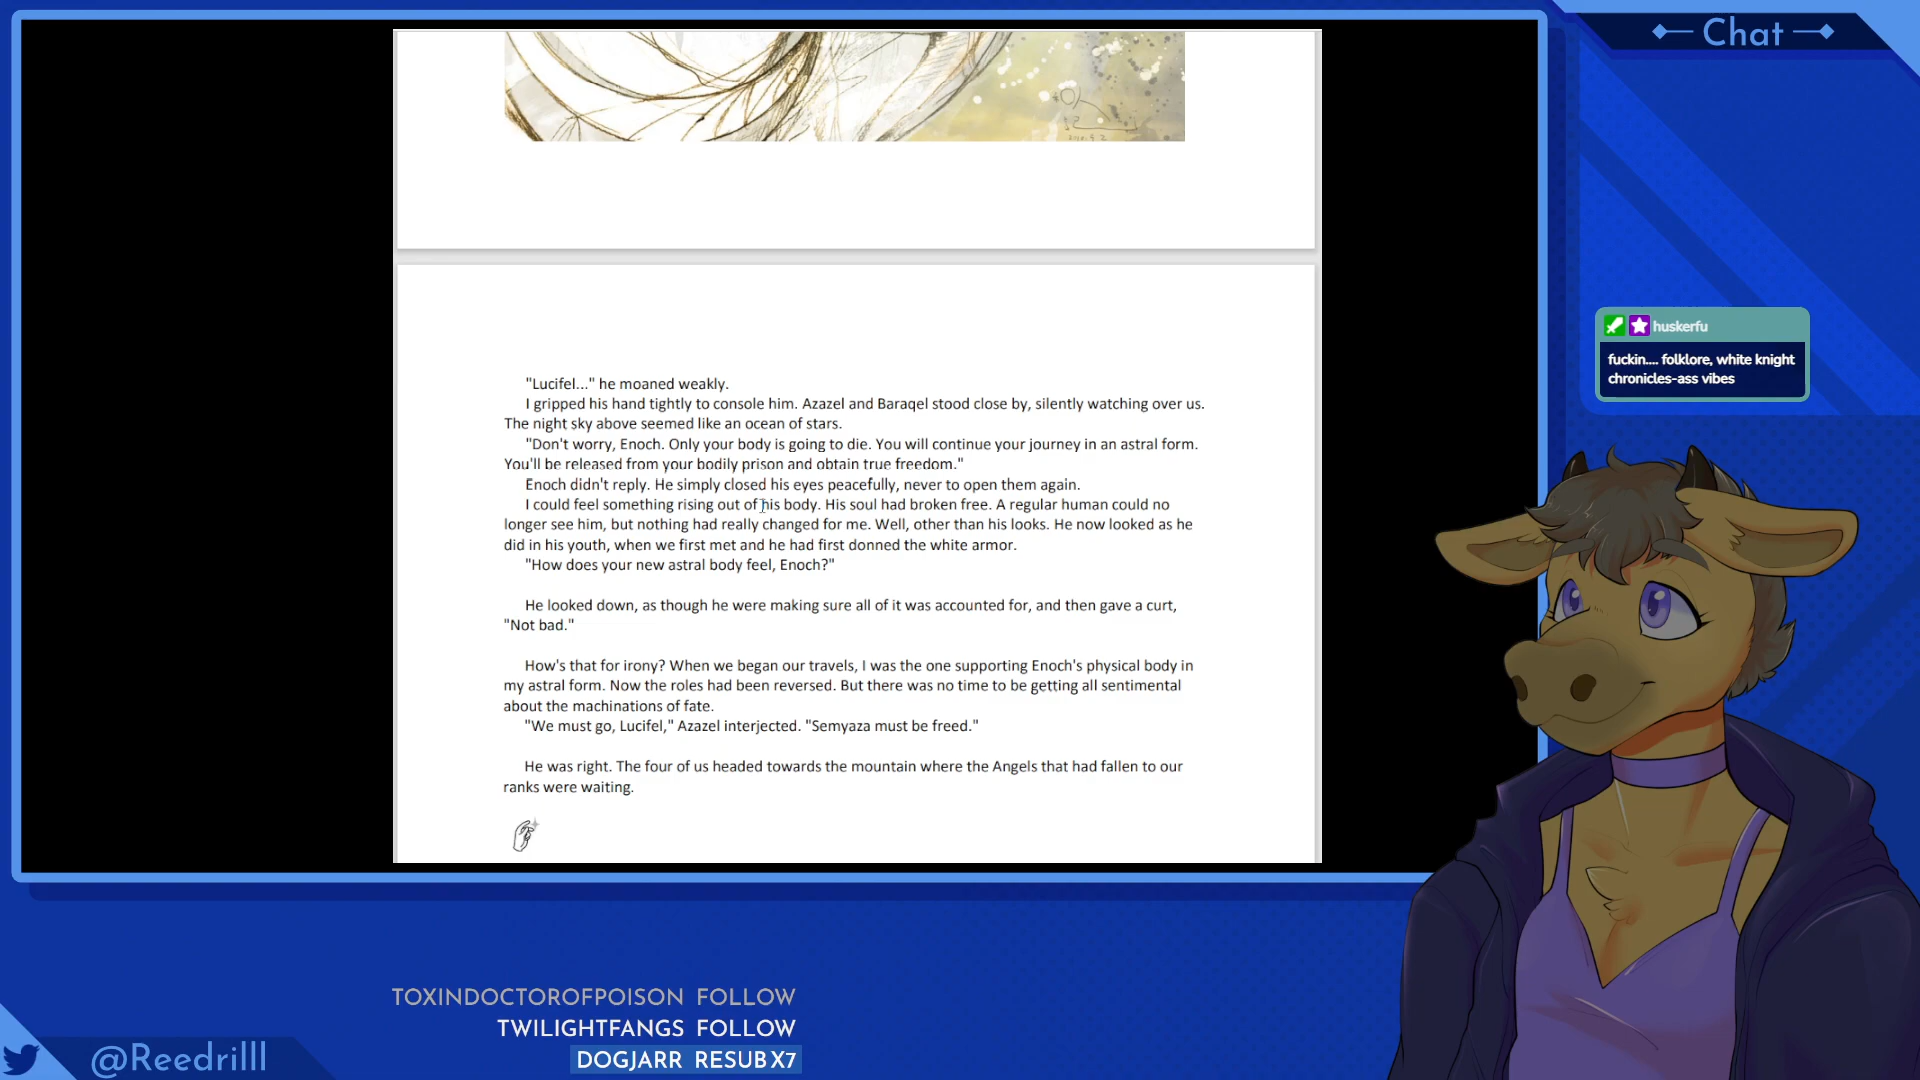 Chat
"Lucifel..." he moaned weakly.
I gripped his hand tightly to console him. Azazel and Baraqel stood close by, silently watching over us.
The night sky above seemed like an ocean of stars.
"Don't worry, Enoch. Only your body is going to die. You will continue your journey in an astral form.
You'll be released from your bodily prison and obtain true freedom."
Enoch didn't reply. He simply closed his eyes peacefully, never to open them again.
I could feel something rising out of his body. His soul had broken free. A regular human could no
longer see him, but nothing had really changed for me. Well, other than his looks. He now looked as he
did in his youth, when we first met and he had first donned the white armor.
"How does your new astral body feel, Enoch?"
He looked down, as though he were making sure all of it was accounted for, and then gave a curt,
"Not bad."
How's that for irony? When we began our travels, I was the one supporting Enoch's physical body in
my astral form. Now the roles had been reversed. But there was no time to be getting all sentimental
about the machinations of fate.
"We must go, Lucifel," Azazel interjected. "Semyaza must be freed."
He was right. The four of us headed towards the mountain where the Angels that had fallen to our
ranks were waiting.
huskerfu
fuckin.... folklore, white knight
chronicles-ass vibes
TOXINDOCTOROFPOISON FOLLOW
TWILIGHTFANGS FOLLOW
DOGJARR RESUB X7
@Reedrilll